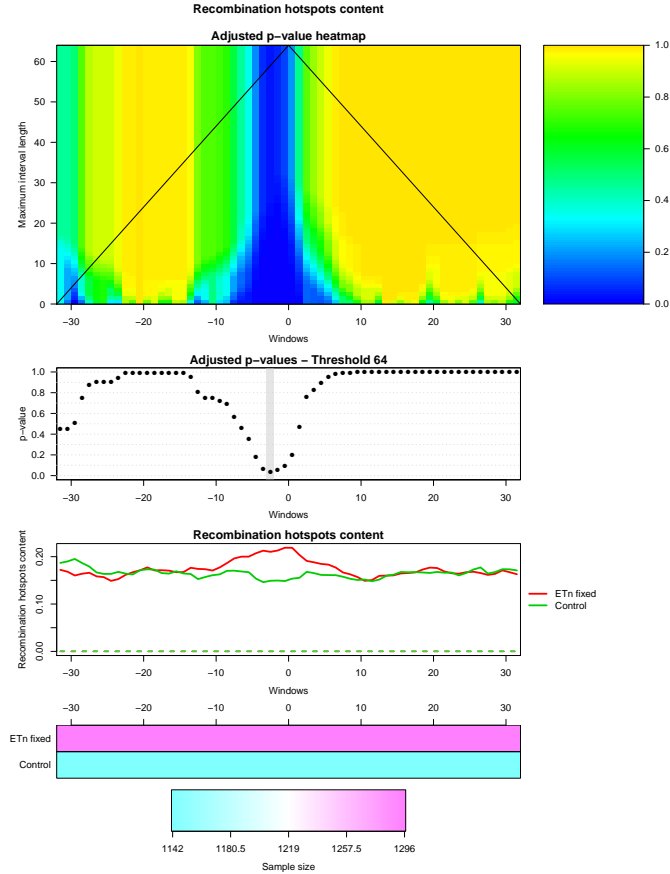 Recombination hotspots content
Adjusted p−value heatmap
Maximum interval length
60
50
40
30
20
10
0
−30 −20 −10 0 10 20 30
Windows
1.0
0.8
0.6
0.4
0.2
0.0
Adjusted p−values − Threshold 64
p−value
1.0
0.8
0.6
0.4
0.2
0.0
−30 −20 −10 0 10 20 30
Windows
Recombination hotspots content
Recombination hotspots content
0.20
0.10
0.00
−30 −20 −10 0 10 20 30
Windows
ETn fixed
Control
−30 −20 −10 0 10 20 30
ETn fixed
Control
1142 1180.5 1219 1257.5 1296
Sample size